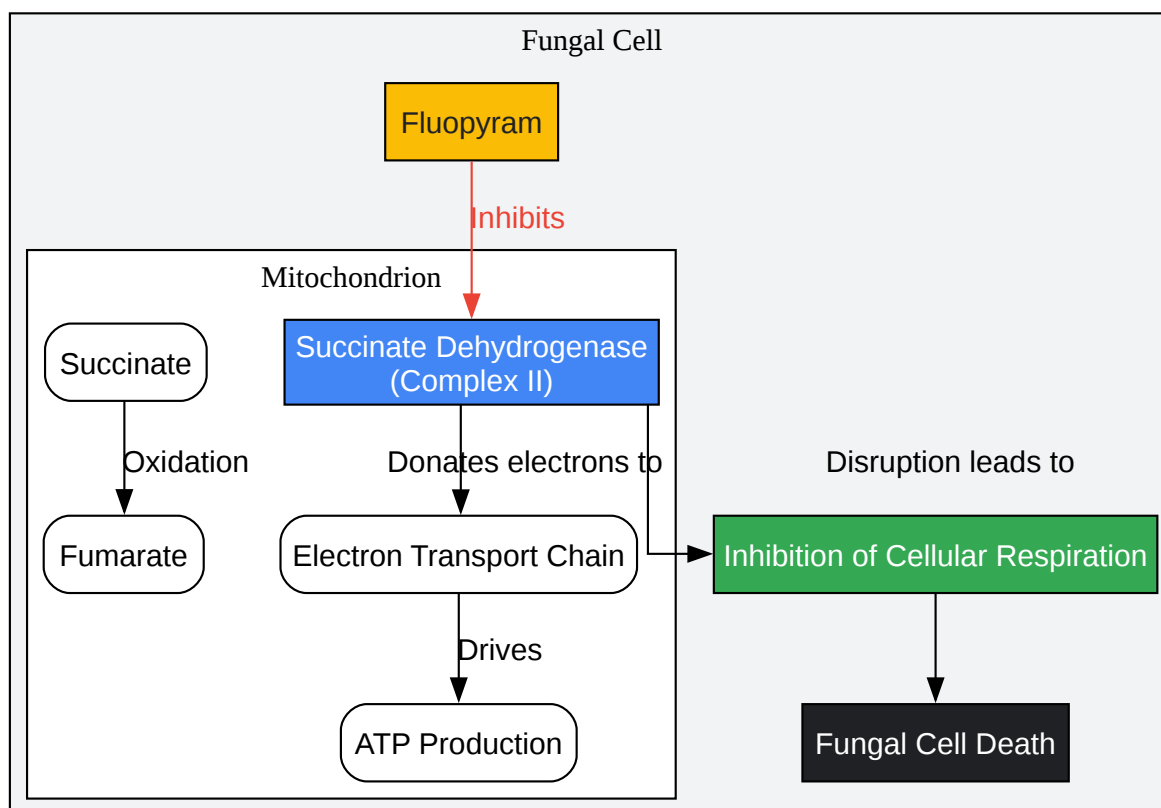 Fungal Cell
Fluopyram
Inhibits
Mitochondrion
Succinate
Succinate Dehydrogenase
(Complex II)
Oxidation
Donates electrons to
Disruption leads to
Fumarate
Electron Transport Chain
Inhibition of Cellular Respiration
Drives
ATP Production
Fungal Cell Death